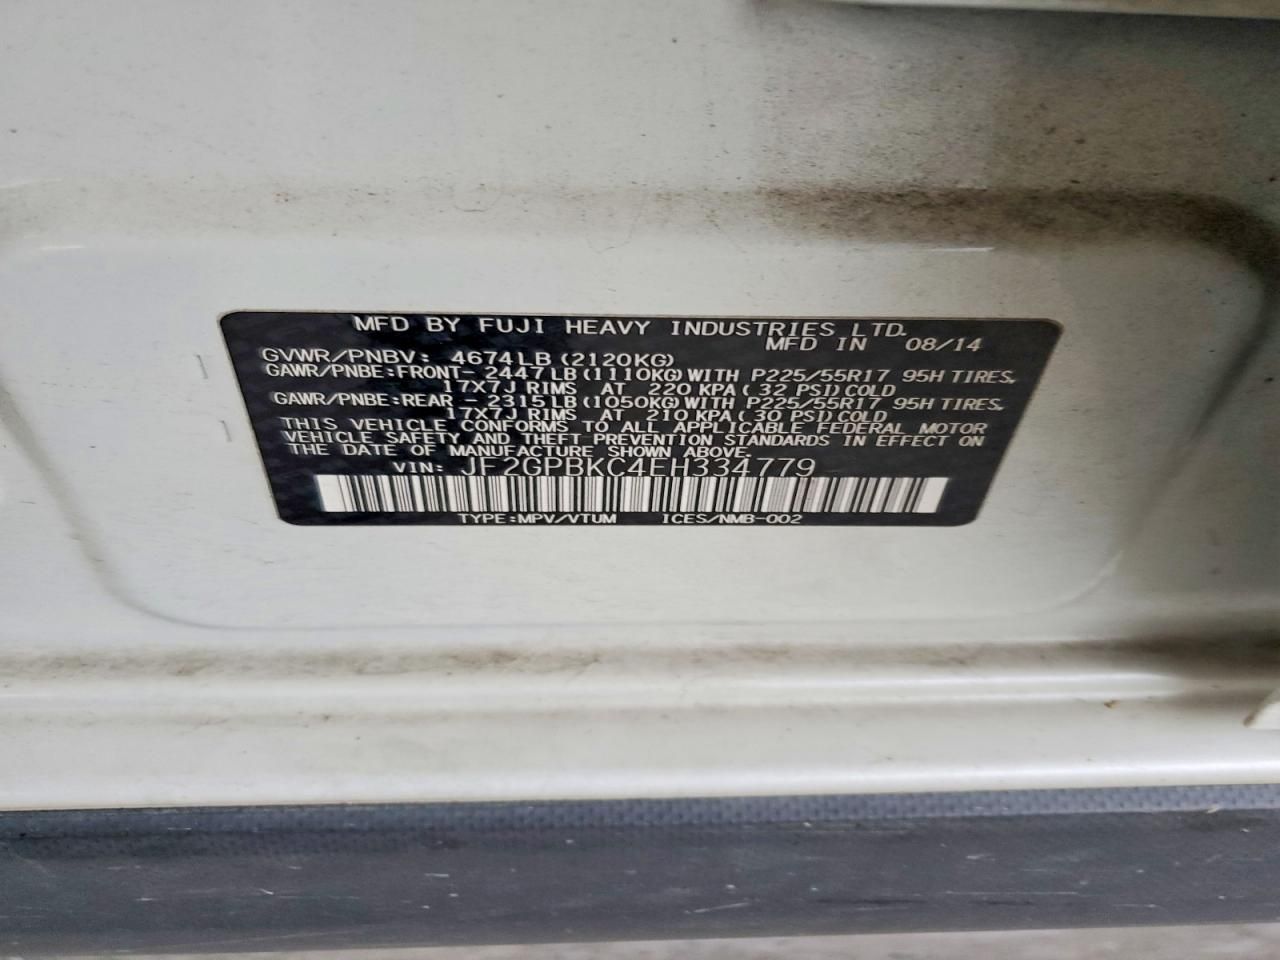 MFD BY FUJI HEAVY INDUSTRIES LTD.
MFD IN 08/14
GVWR/PNBV: 4674LB (2120KG)
GAWR/PNBE:FRONT- 2447LB (1110KG) WITH P225/55R17 95H TIRES,
17X7J RIMS AT 220 KPA( 32 PSI)COLD
GAWR/PNBE:REAR - 2315LB (1050KG) WITH P225/55R17 95H TIRES,
17X7J RIMS AT 210 KPA( 30 PSI)COLD
THIS VEHICLE CONFORMS TO ALL APPLICABLE FEDERAL MOTOR
VEHICLE SAFETY AND THEFT PREVENTION STANDARDS IN EFFECT ON
THE DATE OF MANUFACTURE SHOWN ABOVE.
VIN: JF2GPBKC4EH334779
TYPE:MPV/VTUM ICES/NMB-002